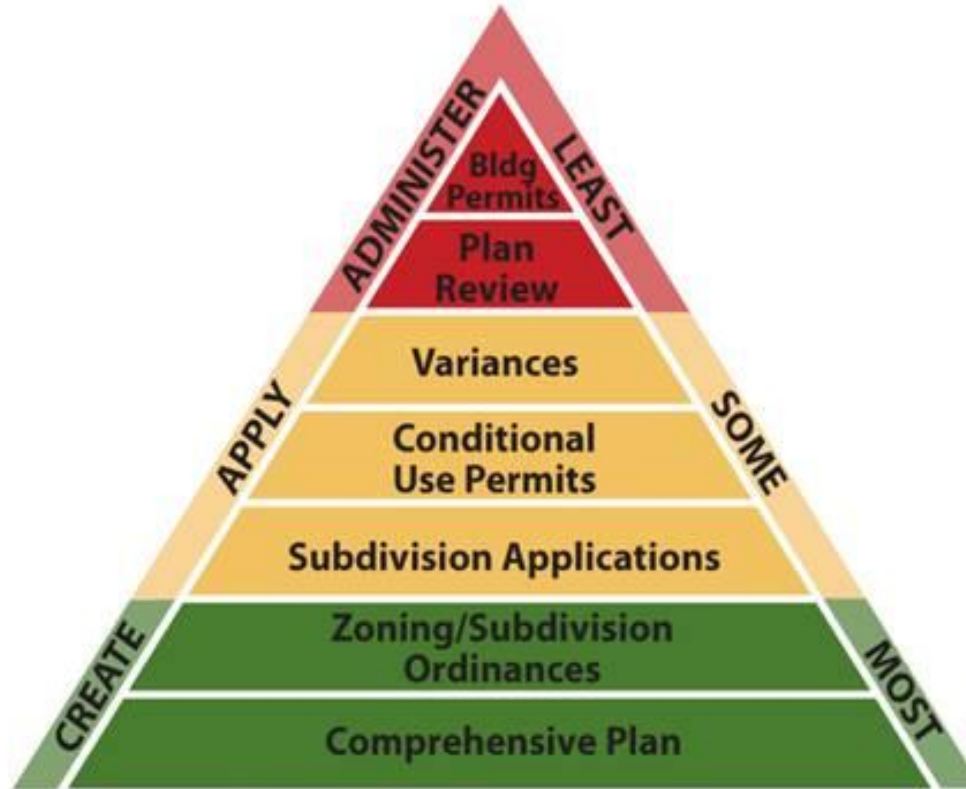 ADMINISTER
LEAST
Bldg
Permits
Plan
Review
APPLY
SOME
Variances
Conditional
Use Permits
Subdivision Applications
CREATE
MOST
Zoning/Subdivision
Ordinances
Comprehensive Plan